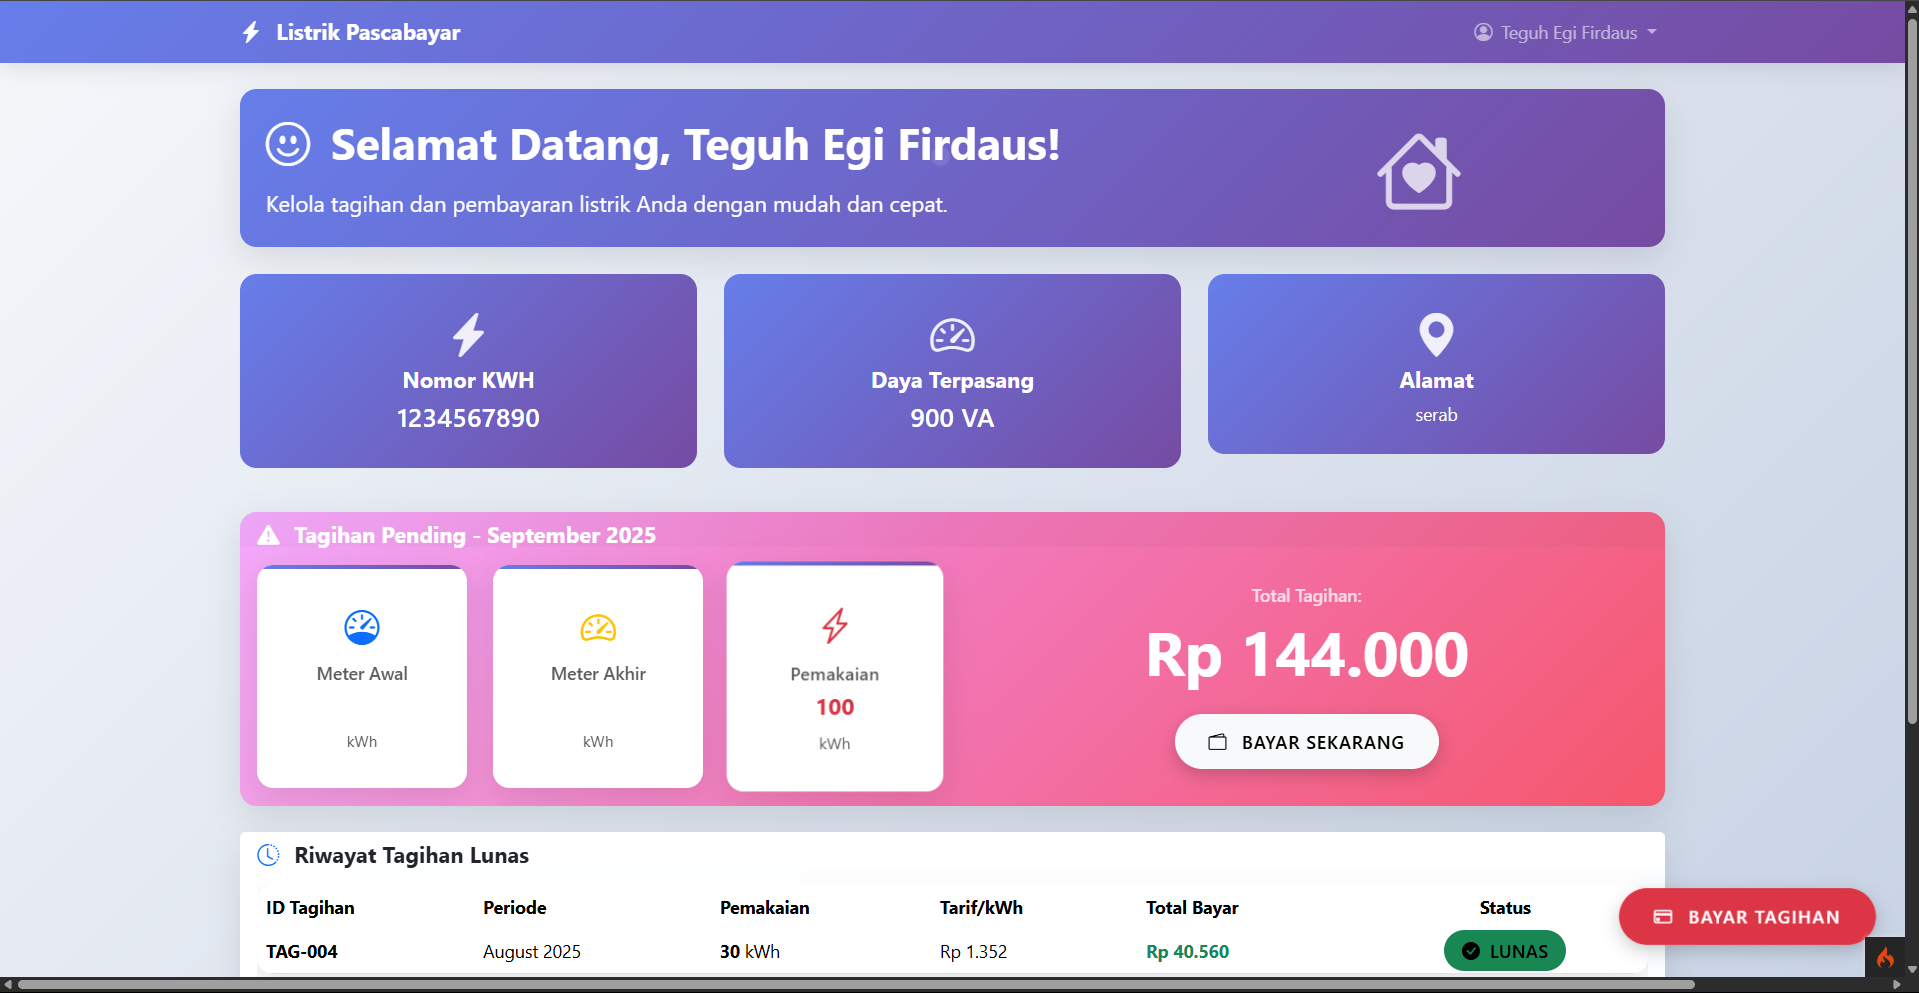 Listrik Pascabayar
Teguh Egi Firdaus
Selamat Datang, Teguh Egi Firdaus!
Kelola tagihan dan pembayaran listrik Anda dengan mudah dan cepat.
Nomor KWH
1234567890
Daya Terpasang
900 VA
Alamat
serab
Tagihan Pending - September 2025
Meter Awal
kWh
Meter Akhir
kWh
Pemakaian
100
kWh
Total Tagihan:
Rp 144.000
BAYAR SEKARANG
Riwayat Tagihan Lunas
ID Tagihan Periode Pemakaian Tarif/kWh Total Bayar Status
TAG-004 August 2025 30 kWh Rp 1.352 Rp 40.560 LUNAS
BAYAR TAGIHAN